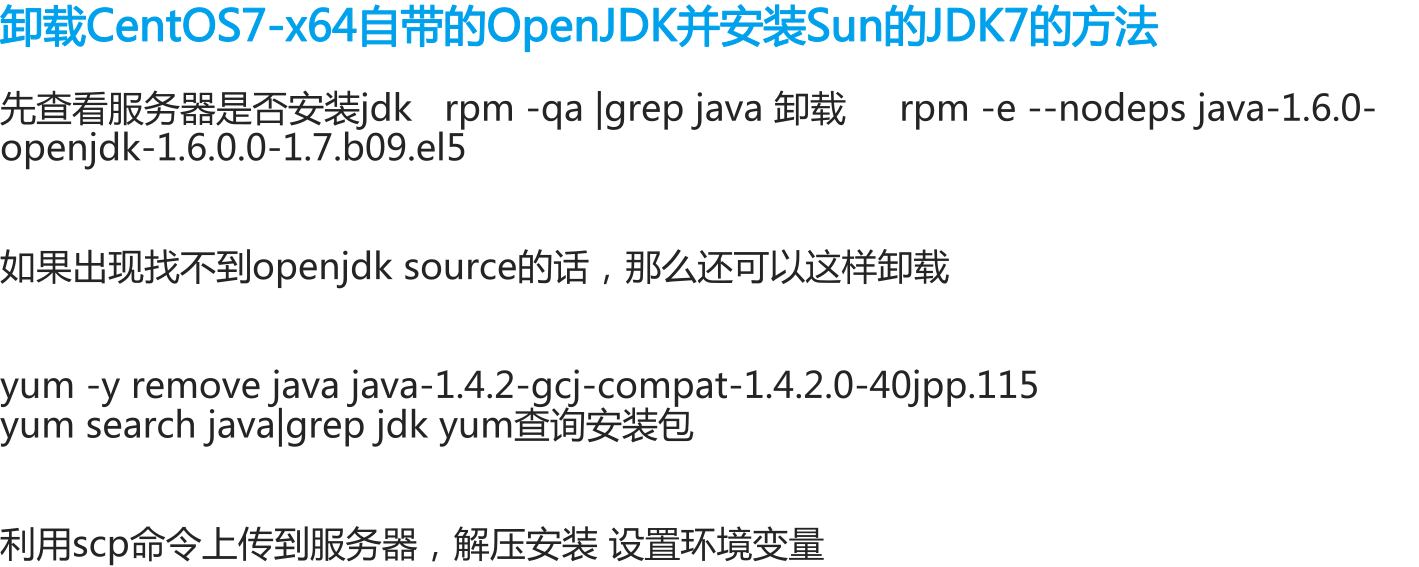 卸载CentOS7-x64自带的OpenJDK并安装Sun的JDK7的方法
先查看服务器是否安装jdk   rpm -qa |grep java 卸载     rpm -e --nodeps java-1.6.0-
openjdk-1.6.0.0-1.7.b09.el5
如果出现找不到openjdk source的话，那么还可以这样卸载
yum -y remove java java-1.4.2-gcj-compat-1.4.2.0-40jpp.115
yum search java|grep jdk yum查询安装包
利用scp命令上传到服务器，解压安装 设置环境变量